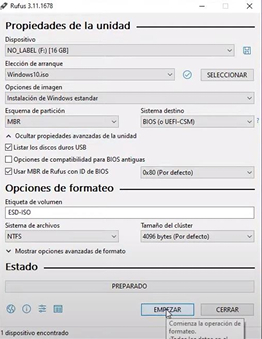 Rufus 3.11.1678
Propiedades de la unidad
Dispositivo
NO_LABEL (F:) [16 GB]
Elección de arranque
Windows10.iso
SELECCIONAR
Opciones de imagen
Instalación de Windows estandar
Esquema de partición
Sistema destino
MBR
BIOS (o UEFI-CSM)
?
Ocultar propiedades avanzadas de la unidad
Listar los discos duros USB
Opciones de compatibilidad para BIOS antiguas
Usar MBR de Rufus con ID de BIOS
0x80 (Por defecto)
Opciones de formateo
Etiqueta de volumen
ESD-ISO
Sistema de archivos
Tamaño del clúster
NTFS
4096 bytes (Por defecto)
Mostrar opciones avanzadas de formato
Estado
PREPARADO
EMPEZAR
CERRAR
Comienza la operación de
formateo.
1 dispositivo encontrado